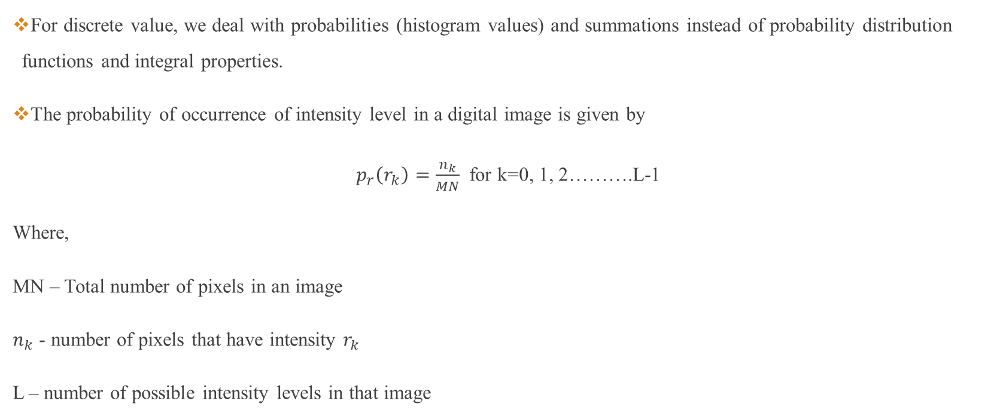 ❖For discrete value, we deal with probabilities (histogram values) and summations instead of probability distribution
functions and integral properties.
❖The probability of occurrence of intensity level in a digital image is given by
p_r(r_k) = n_k/MN for k=0, 1, 2……….L-1
Where,
MN – Total number of pixels in an image
n_k - number of pixels that have intensity r_k
L – number of possible intensity levels in that image